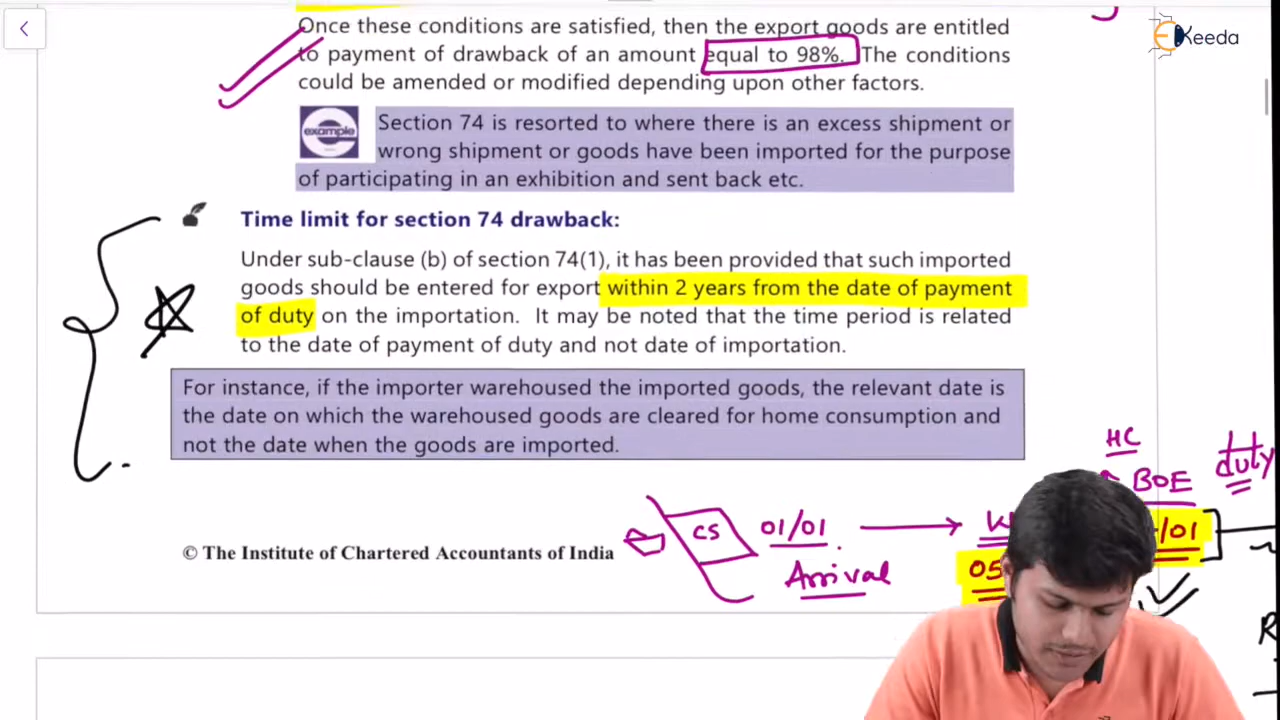 Once these conditions are satisfied, then the export goods are entitled
to payment of drawback of an amount equal to 98%. The conditions
could be amended or modified depending upon other factors.
Keeda
example
Section 74 is resorted to where there is an excess shipment or
wrong shipment or goods have been imported for the purpose
of participating in an exhibition and sent back etc.
Time limit for section 74 drawback:
Under sub-clause (b) of section 74(1), it has been provided that such imported
goods should be entered for export within 2 years from the date of payment
of duty on the importation. It may be noted that the time period is related
to the date of payment of duty and not date of importation.
For instance, if the importer warehoused the imported goods, the relevant date is
the date on which the warehoused goods are cleared for home consumption and
not the date when the goods are imported.
HC
duty
BOE
CS 01/01
/01
Arrival
05
© The Institute of Chartered Accountants of India